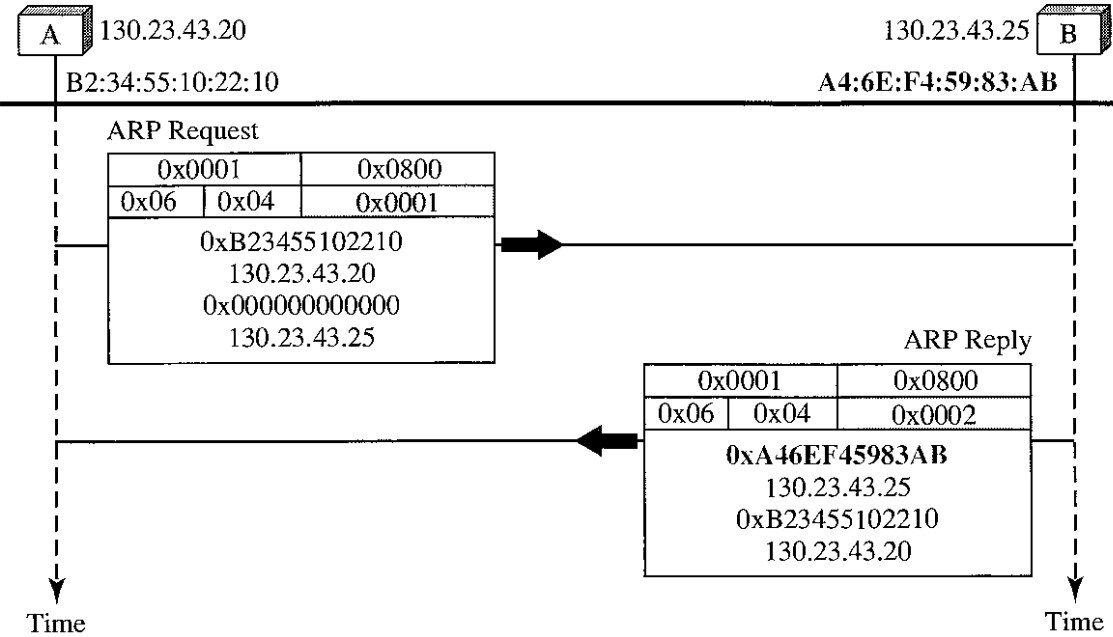 A 130.23.43.20 130.23.43.25 B
B2:34:55:10:22:10 A4:6E:F4:59:83:AB
ARP Request
0x0001 0x0800
0x06 0x04 0x0001
0xB23455102210
130.23.43.20
0x000000000000
130.23.43.25
ARP Reply
0x0001 0x0800
0x06 0x04 0x0002
0xA46EF45983AB
130.23.43.25
0xB23455102210
130.23.43.20
Time Time